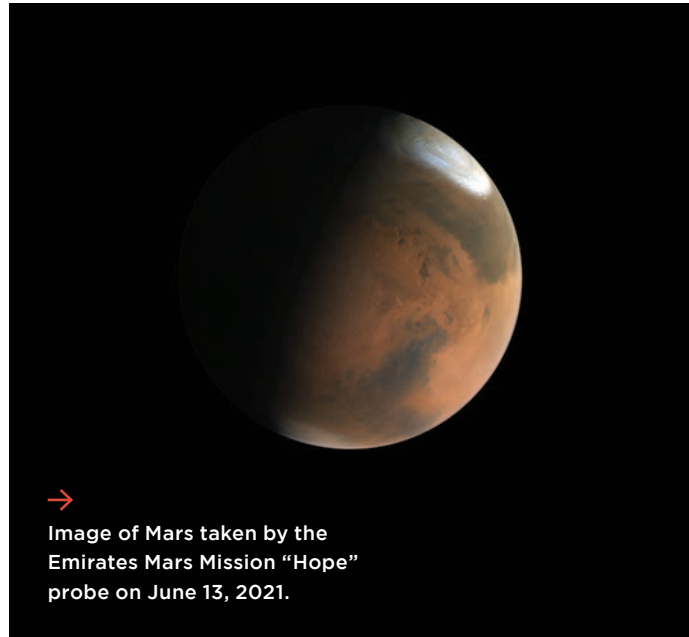 Image of Mars taken by the
Emirates Mars Mission “Hope”
probe on June 13, 2021.